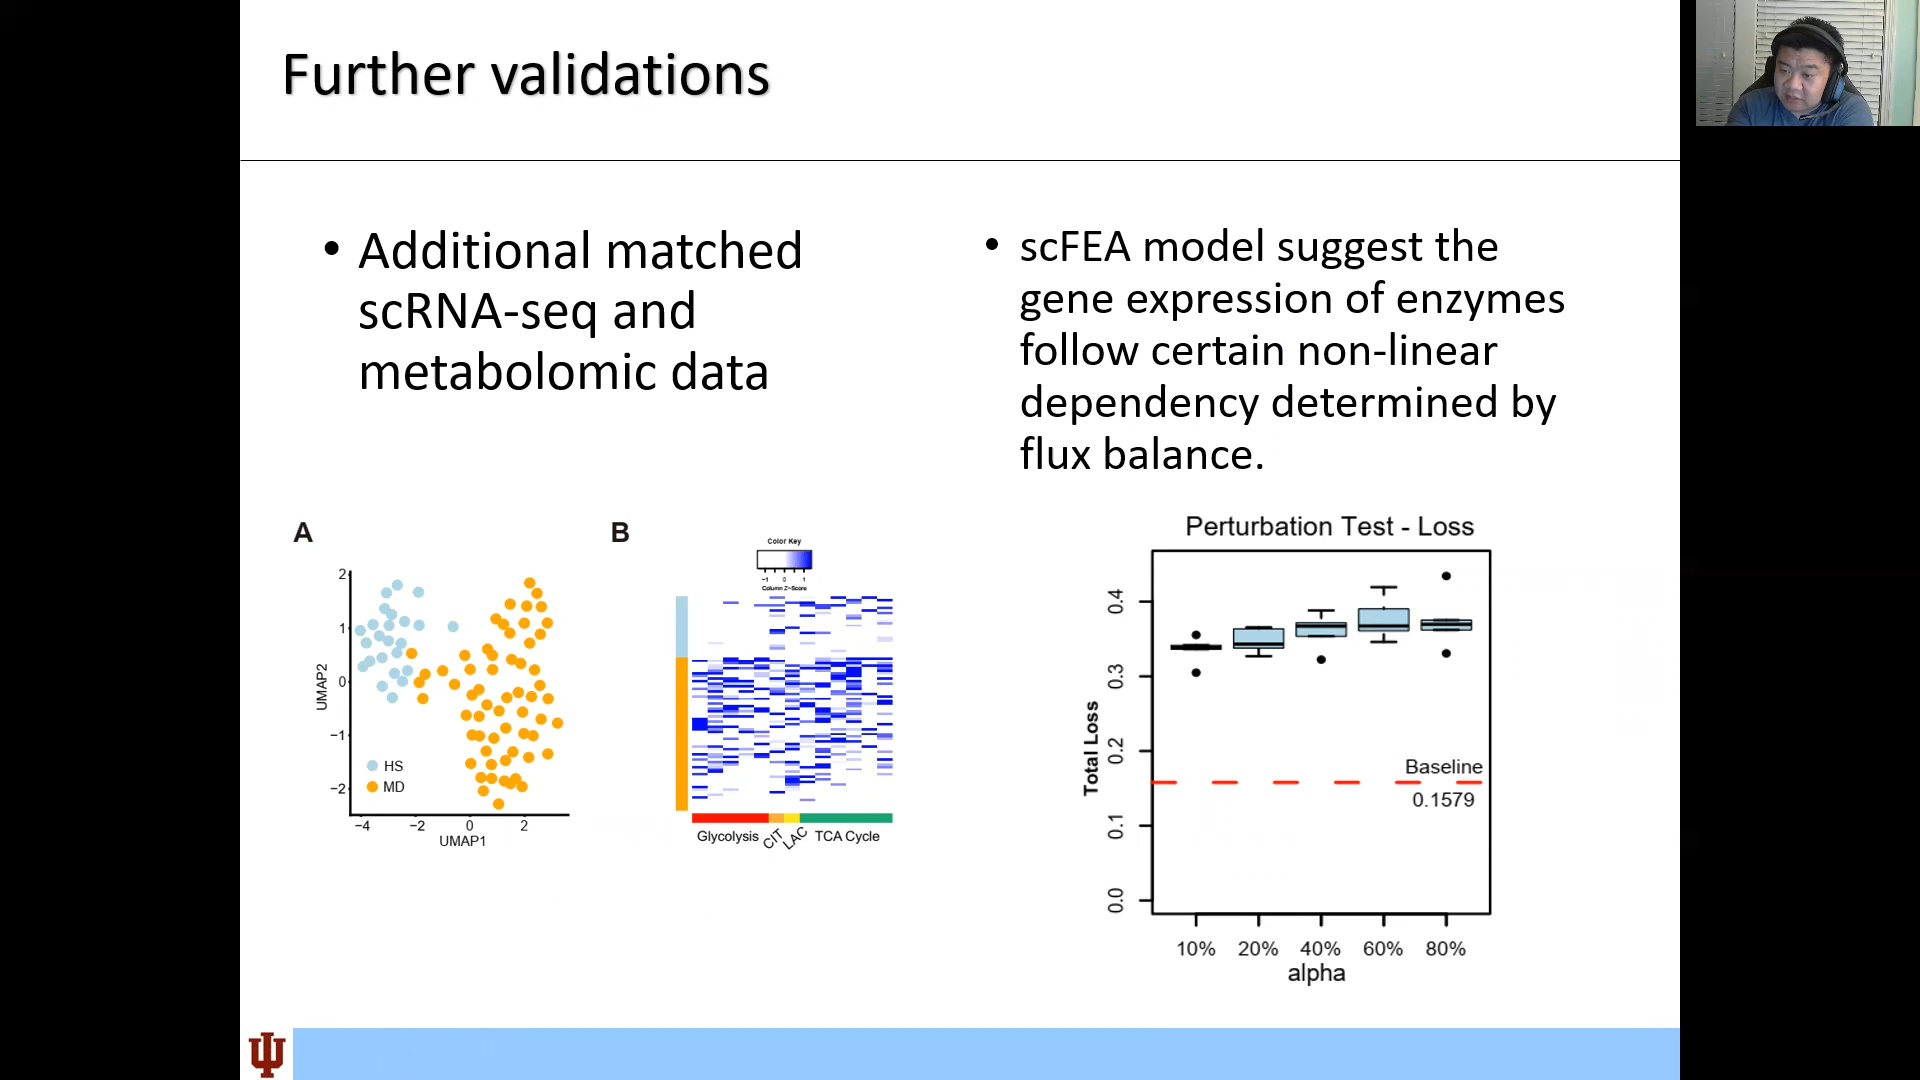 Further validations
• Additional matched
scRNA-seq and
metabolomic data
• scFEA model suggest the
gene expression of enzymes
follow certain non-linear
dependency determined by
flux balance.
A
2
1
0
−1
−2
UMAP2
HS
MD
−4 −2 0 2
UMAP1
B
Color Key
−1 0 1
Column Z−Score
Glycolysis CIT LAC TCA Cycle
Perturbation Test - Loss
0.4
0.3
0.2
0.1
0.0
Total Loss
Baseline
0.1579
10% 20% 40% 60% 80%
alpha